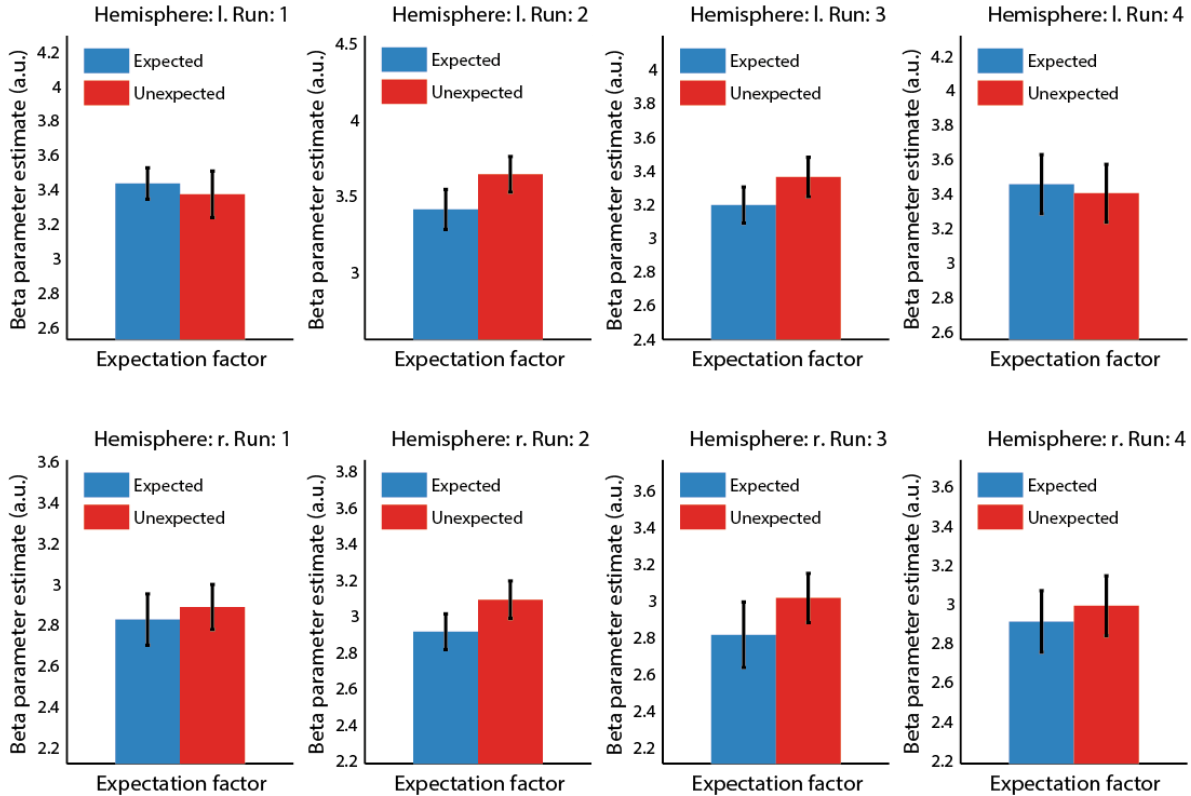 Hemisphere: l. Run: 1
Beta parameter estimate (a.u.)
4.2
4
3.8
3.6
3.4
3.2
3
2.8
2.6
Expected
Unexpected
Expectation factor
Hemisphere: l. Run: 2
Beta parameter estimate (a.u.)
4.5
4
3.5
3
Expected
Unexpected
Expectation factor
Hemisphere: l. Run: 3
Beta parameter estimate (a.u.)
4
3.8
3.6
3.4
3.2
3
2.8
2.6
2.4
Expected
Unexpected
Expectation factor
Hemisphere: l. Run: 4
Beta parameter estimate (a.u.)
4.2
4
3.8
3.6
3.4
3.2
3
2.8
2.6
Expected
Unexpected
Expectation factor
Hemisphere: r. Run: 1
Beta parameter estimate (a.u.)
3.6
3.4
3.2
3
2.8
2.6
2.4
2.2
Expected
Unexpected
Expectation factor
Hemisphere: r. Run: 2
Beta parameter estimate (a.u.)
3.8
3.6
3.4
3.2
3
2.8
2.6
2.4
2.2
Expected
Unexpected
Expectation factor
Hemisphere: r. Run: 3
Beta parameter estimate (a.u.)
3.6
3.4
3.2
3
2.8
2.6
2.4
2.2
Expected
Unexpected
Expectation factor
Hemisphere: r. Run: 4
Beta parameter estimate (a.u.)
3.6
3.4
3.2
3
2.8
2.6
2.4
2.2
Expected
Unexpected
Expectation factor